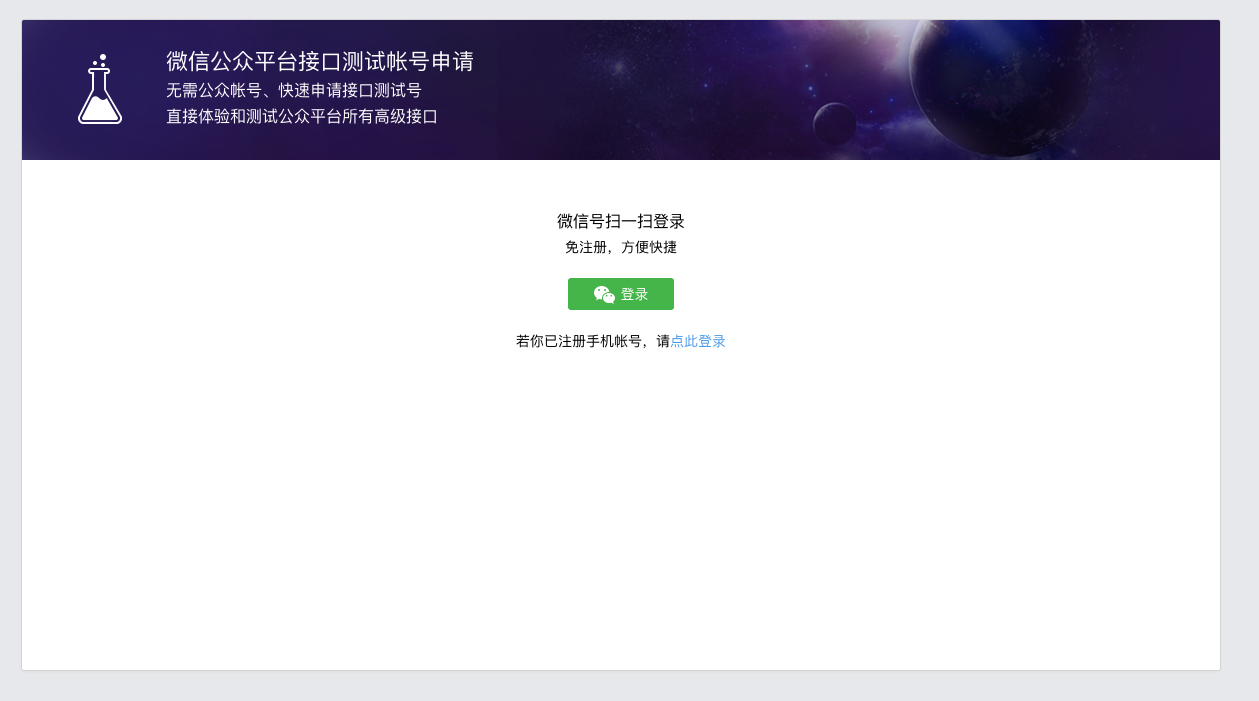 微信公众平台接口测试帐号申请
无需公众帐号、快速申请接口测试号
直接体验和测试公众平台所有高级接口
微信号扫一扫登录
免注册，方便快捷
登录
若你已注册手机帐号，请点此登录